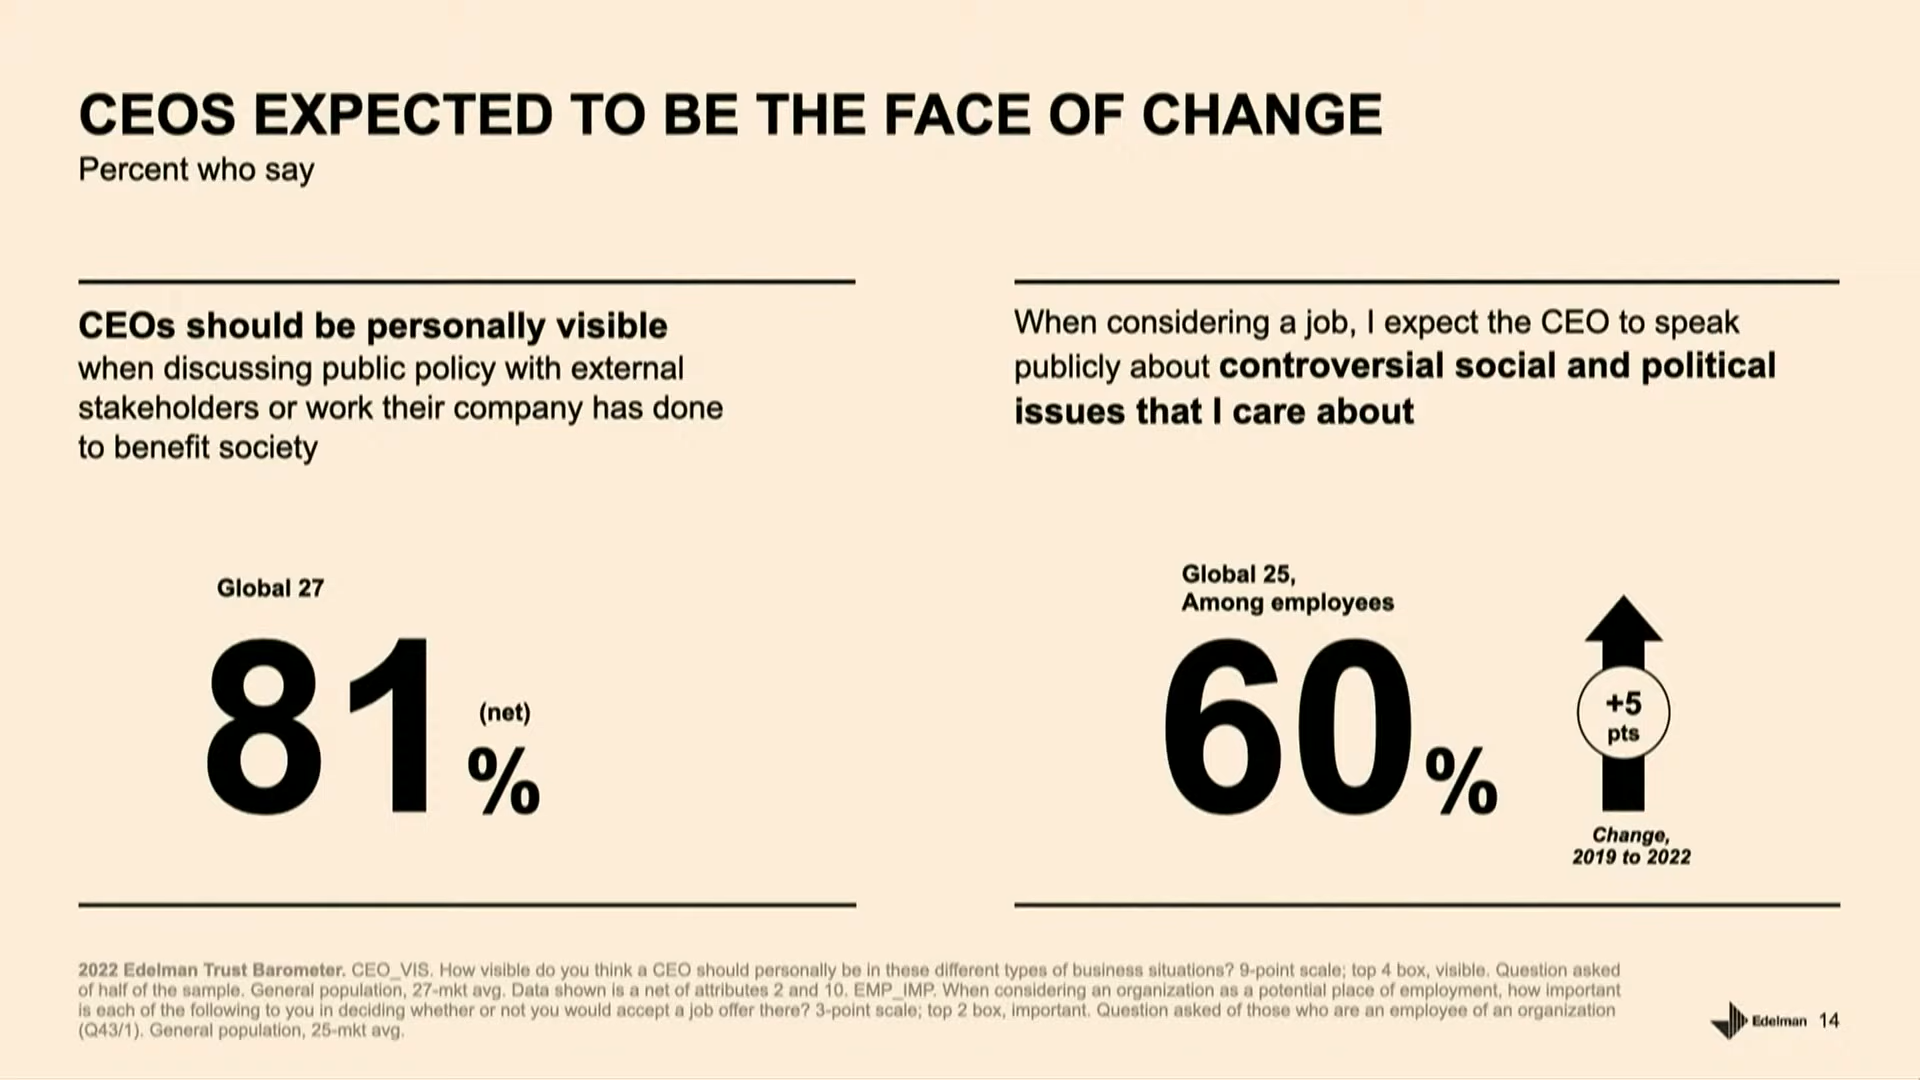 CEOS EXPECTED TO BE THE FACE OF CHANGE
Percent who say
CEOs should be personally visible
when discussing public policy with external
stakeholders or work their company has done
to benefit society
Global 27
81
(net)
%
When considering a job, I expect the CEO to speak
publicly about controversial social and political
issues that I care about
Global 25,
Among employees
60
%
+5
pts
Change,
2019 to 2022
2022 Edelman Trust Barometer. CEO_VIS. How visible do you think a CEO should personally be in these different types of business situations? 9-point scale; top 4 box, visible. Question asked
of half of the sample. General population, 27-mkt avg. Data shown is a net of attributes 2 and 10. EMP_IMP. When considering an organization as a potential place of employment, how important
is each of the following to you in deciding whether or not you would accept a job offer there? 3-point scale; top 2 box, important. Question asked of those who are an employee of an organization
(Q43/1). General population, 25-mkt avg.
Edelman 14